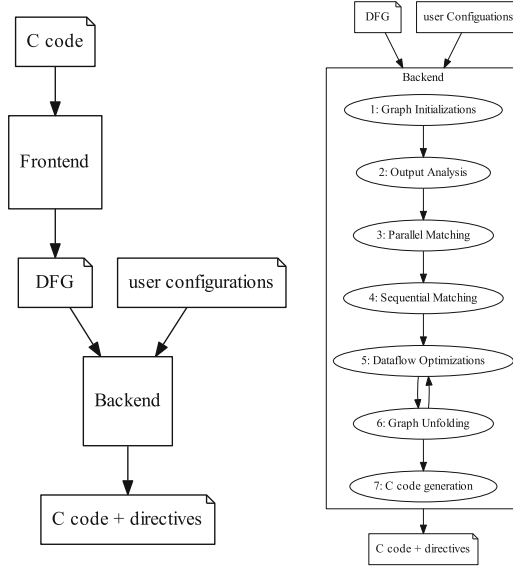 C code
Frontend
DFG
user configurations
Backend
C code + directives
DFG
user Configuations
Backend
1: Graph Initializations
2: Output Analysis
3: Parallel Matching
4: Sequential Matching
5: Dataflow Optimizations
6: Graph Unfolding
7: C code generation
C code + directives